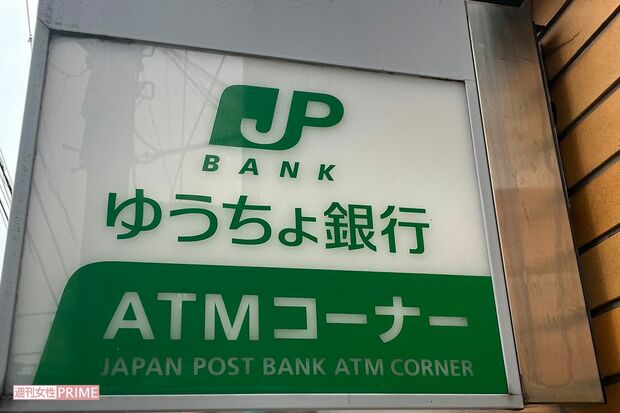 JP
BANK
ゆうちょ銀行
ATMコーナー
JAPAN POST BANK ATM CORNER
週刊女性PRIME